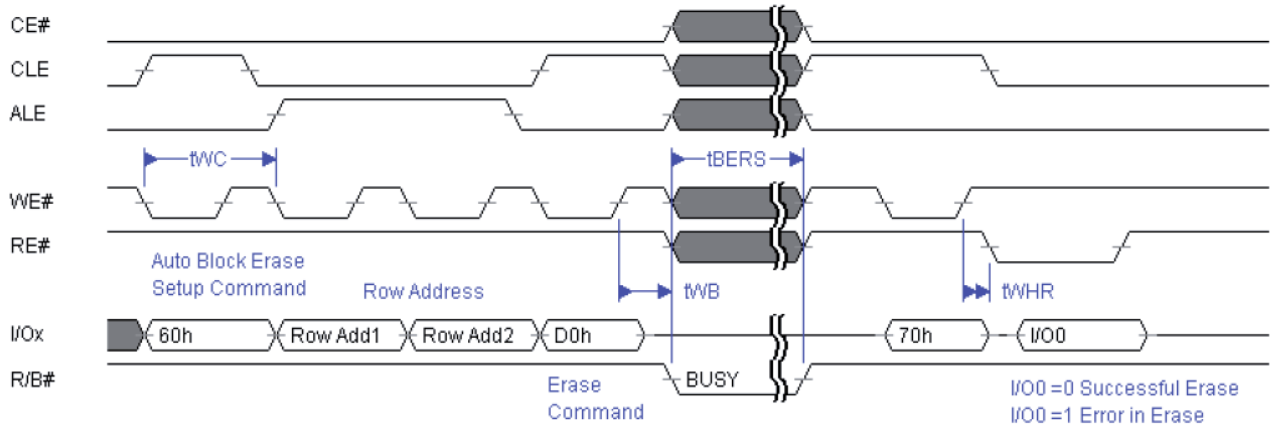 CE#
CLE
ALE
tWC
tBERS
WE#
RE#
Auto Block Erase
Setup Command
Row Address
tWB
tWHR
I/Ox
60h
Row Add1
Row Add2
D0h
70h
I/O0
R/B#
BUSY
Erase
Command
I/O0 =0 Successful Erase
I/O0 =1 Error in Erase